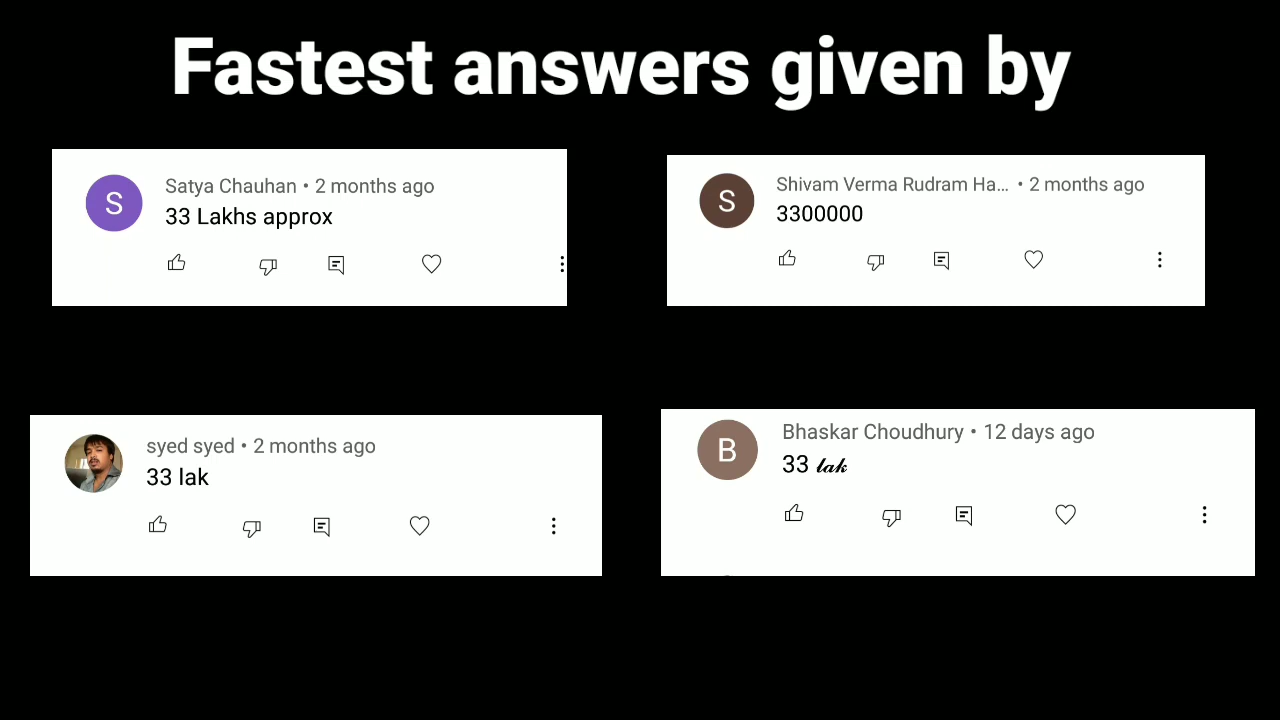 Fastest answers given by
S
Satya Chauhan • 2 months ago
33 Lakhs approx
S
Shivam Verma Rudram Ha... • 2 months ago
3300000
syed syed • 2 months ago
33 lak
B
Bhaskar Choudhury • 12 days ago
33 𝓵𝓪𝓴